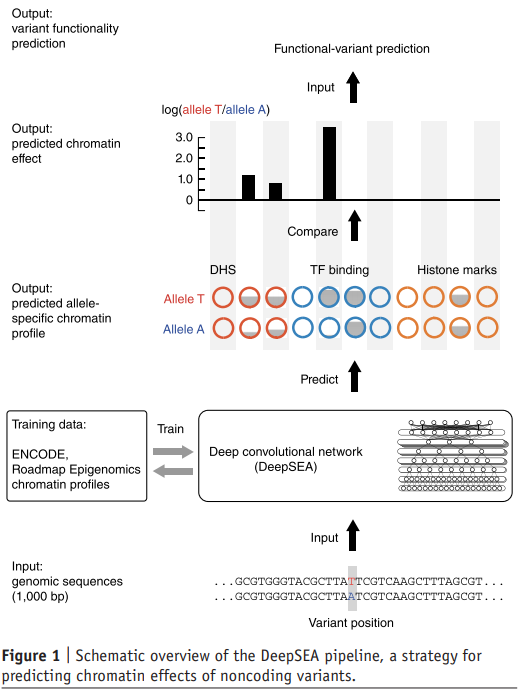 Output:
variant functionality
prediction
Functional-variant prediction
Input
log(allele T/allele A)
Output:
predicted chromatin
effect
3.0
2.0
1.0
0
Compare
DHS
TF binding
Histone marks
Output:
predicted allele-
specific chromatin
profile
Allele T
Allele A
Predict
Training data:
ENCODE,
Roadmap Epigenomics
chromatin profiles
Train
Deep convolutional network
(DeepSEA)
Input
Input:
genomic sequences
(1,000 bp)
...GCGTGGGTACGCTTATTCGTCAAGCTTTAGCGT...
...GCGTGGGTACGCTTAATCGTCAAGCTTTAGCGT...
Variant position
Figure 1 | Schematic overview of the DeepSEA pipeline, a strategy for
predicting chromatin effects of noncoding variants.